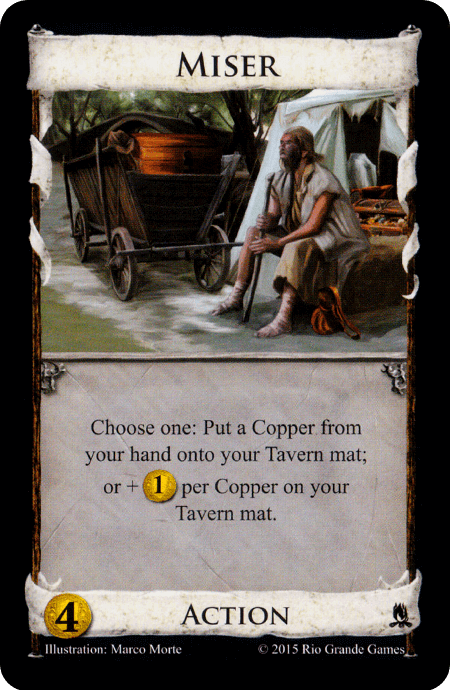 MISER
Choose one: Put a Copper from
your hand onto your Tavern mat;
or + 1 per Copper on your
Tavern mat.
4 ACTION
Illustration: Marco Morte © 2015 Rio Grande Games